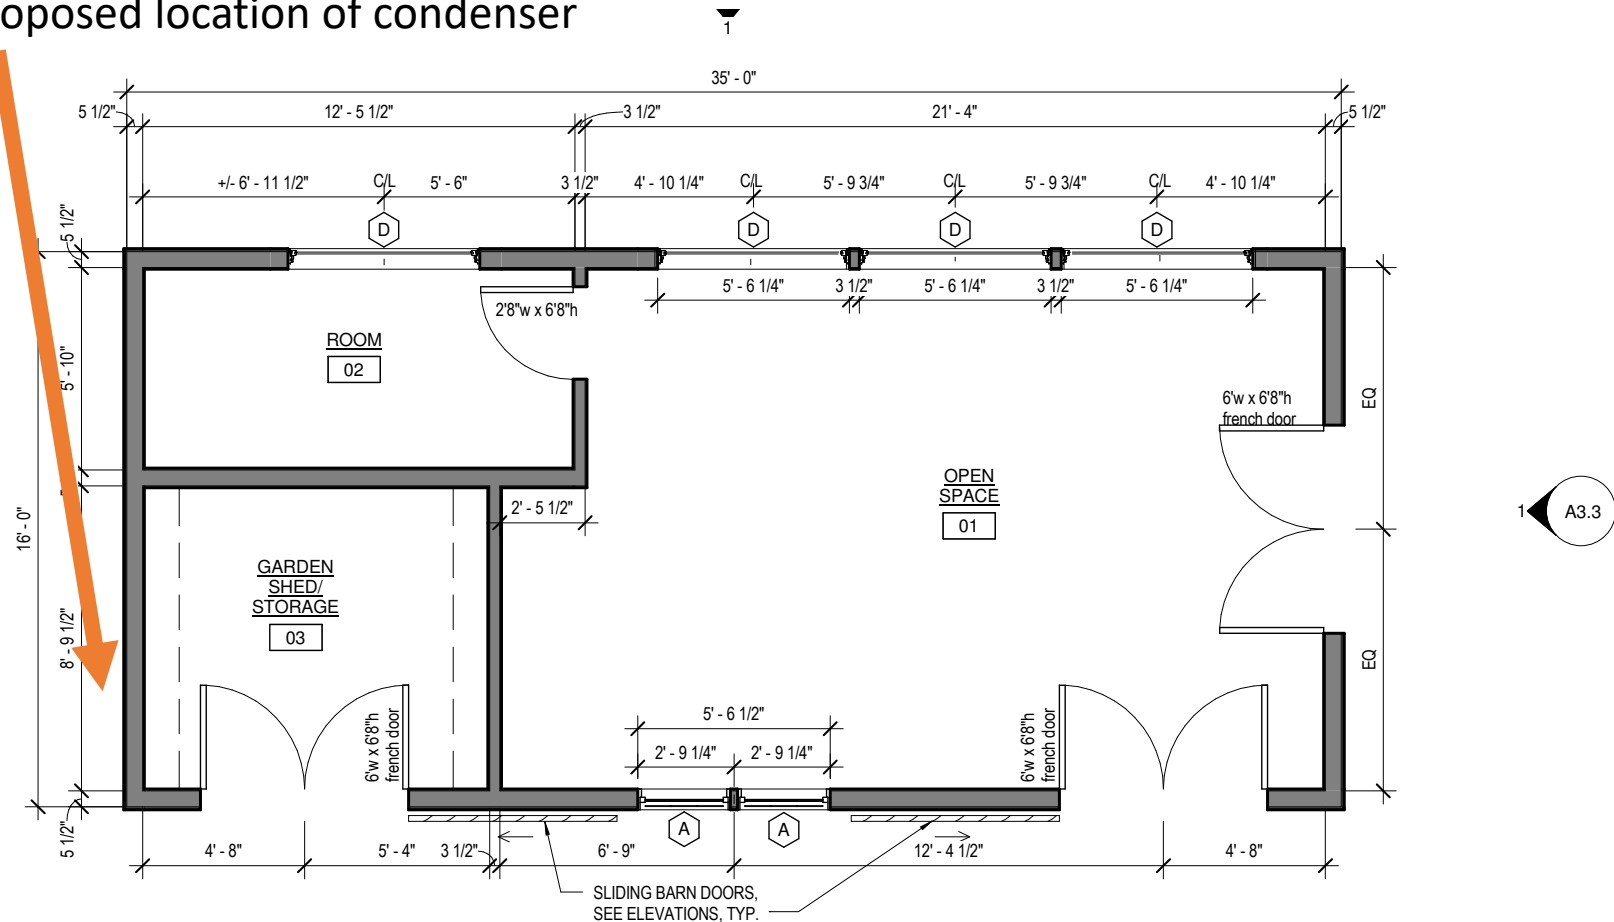 oposed location of condenser
1
35' - 0"
5 1/2"
12' - 5 1/2"
3 1/2"
21' - 4"
5 1/2"
+/- 6' - 11 1/2"
C/L
5' - 6"
3 1/2"
4' - 10 1/4"
C/L
5' - 9 3/4"
C/L
5' - 9 3/4"
C/L
4' - 10 1/4"
D
D
D
D
5 1/2"
5' - 6 1/4"
3 1/2"
5' - 6 1/4"
3 1/2"
5' - 6 1/4"
2'8"w x 6'8"h
ROOM
02
5' - 10"
6'w x 6'8"h
french door
EQ
OPEN
SPACE
01
2' - 5 1/2"
16' - 0"
1
A3.3
GARDEN
SHED/
STORAGE
03
8' - 9 1/2"
EQ
6'w x 6'8"h
french door
5' - 6 1/2"
2' - 9 1/4"
2' - 9 1/4"
6'w x 6'8"h
french door
A
A
5 1/2"
4' - 8"
5' - 4"
3 1/2"
6' - 9"
12' - 4 1/2"
4' - 8"
SLIDING BARN DOORS,
SEE ELEVATIONS, TYP.